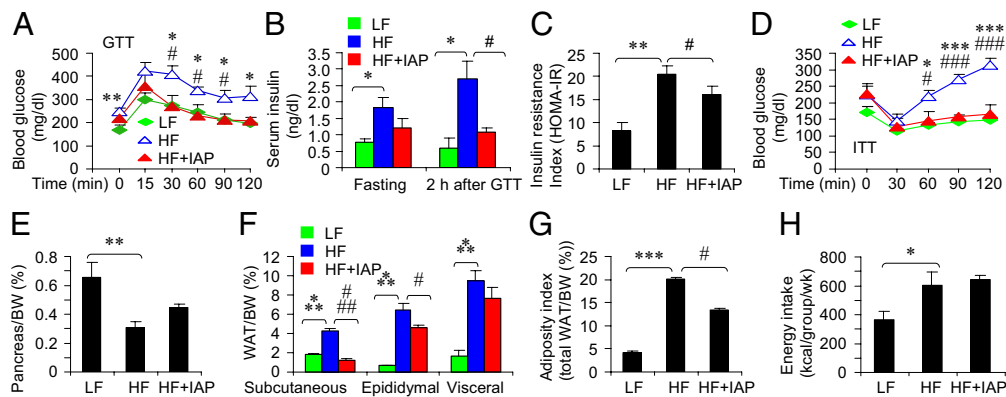 A
GTT
Blood glucose
(mg/dl)
500
400
300
200
100
0
*
#
*
#
*
#
*
**
LF
HF
HF+IAP
Time (min)
0 15 30 60 90 120
B
LF
HF
HF+IAP
Serum insulin
(ng/dl)
3.5
3.0
2.5
2.0
1.5
1.0
0.5
0.1
*
*
#
Fasting 2 h after GTT
C
Insulin resistance
Index (HOMA-IR)
25
20
15
10
5
0
**
#
LF HF HF+IAP
D
LF
HF
HF+IAP
Blood glucose
(mg/dl)
400
300
200
100
0
*
#
***
###
***
###
ITT
Time (min)
0 30 60 90 120
E
Pancreas/BW (%)
0.8
0.6
0.4
0.2
0
**
LF HF HF+IAP
F
LF
HF
HF+IAP
WAT/BW (%)
12
10
8
6
4
2
0
*
**
#
##
*
**
#
*
**
Subcutaneous Epididymal Visceral
G
Adiposity index
(total WAT/BW (%))
25
20
15
10
5
0
***
#
LF HF HF+IAP
H
Energy intake
(kcal/group/wk)
800
600
400
200
0
*
LF HF HF+IAP